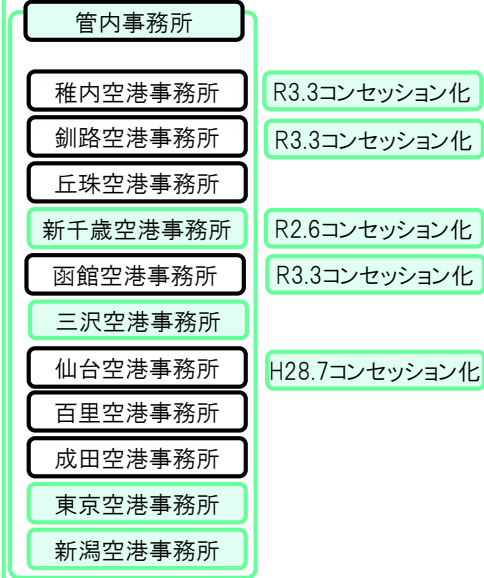 管内事務所
稚内空港事務所 R3.3コンセッション化
釧路空港事務所 R3.3コンセッション化
丘珠空港事務所
新千歳空港事務所 R2.6コンセッション化
函館空港事務所 R3.3コンセッション化
三沢空港事務所
仙台空港事務所 H28.7コンセッション化
百里空港事務所
成田空港事務所
東京空港事務所
新潟空港事務所